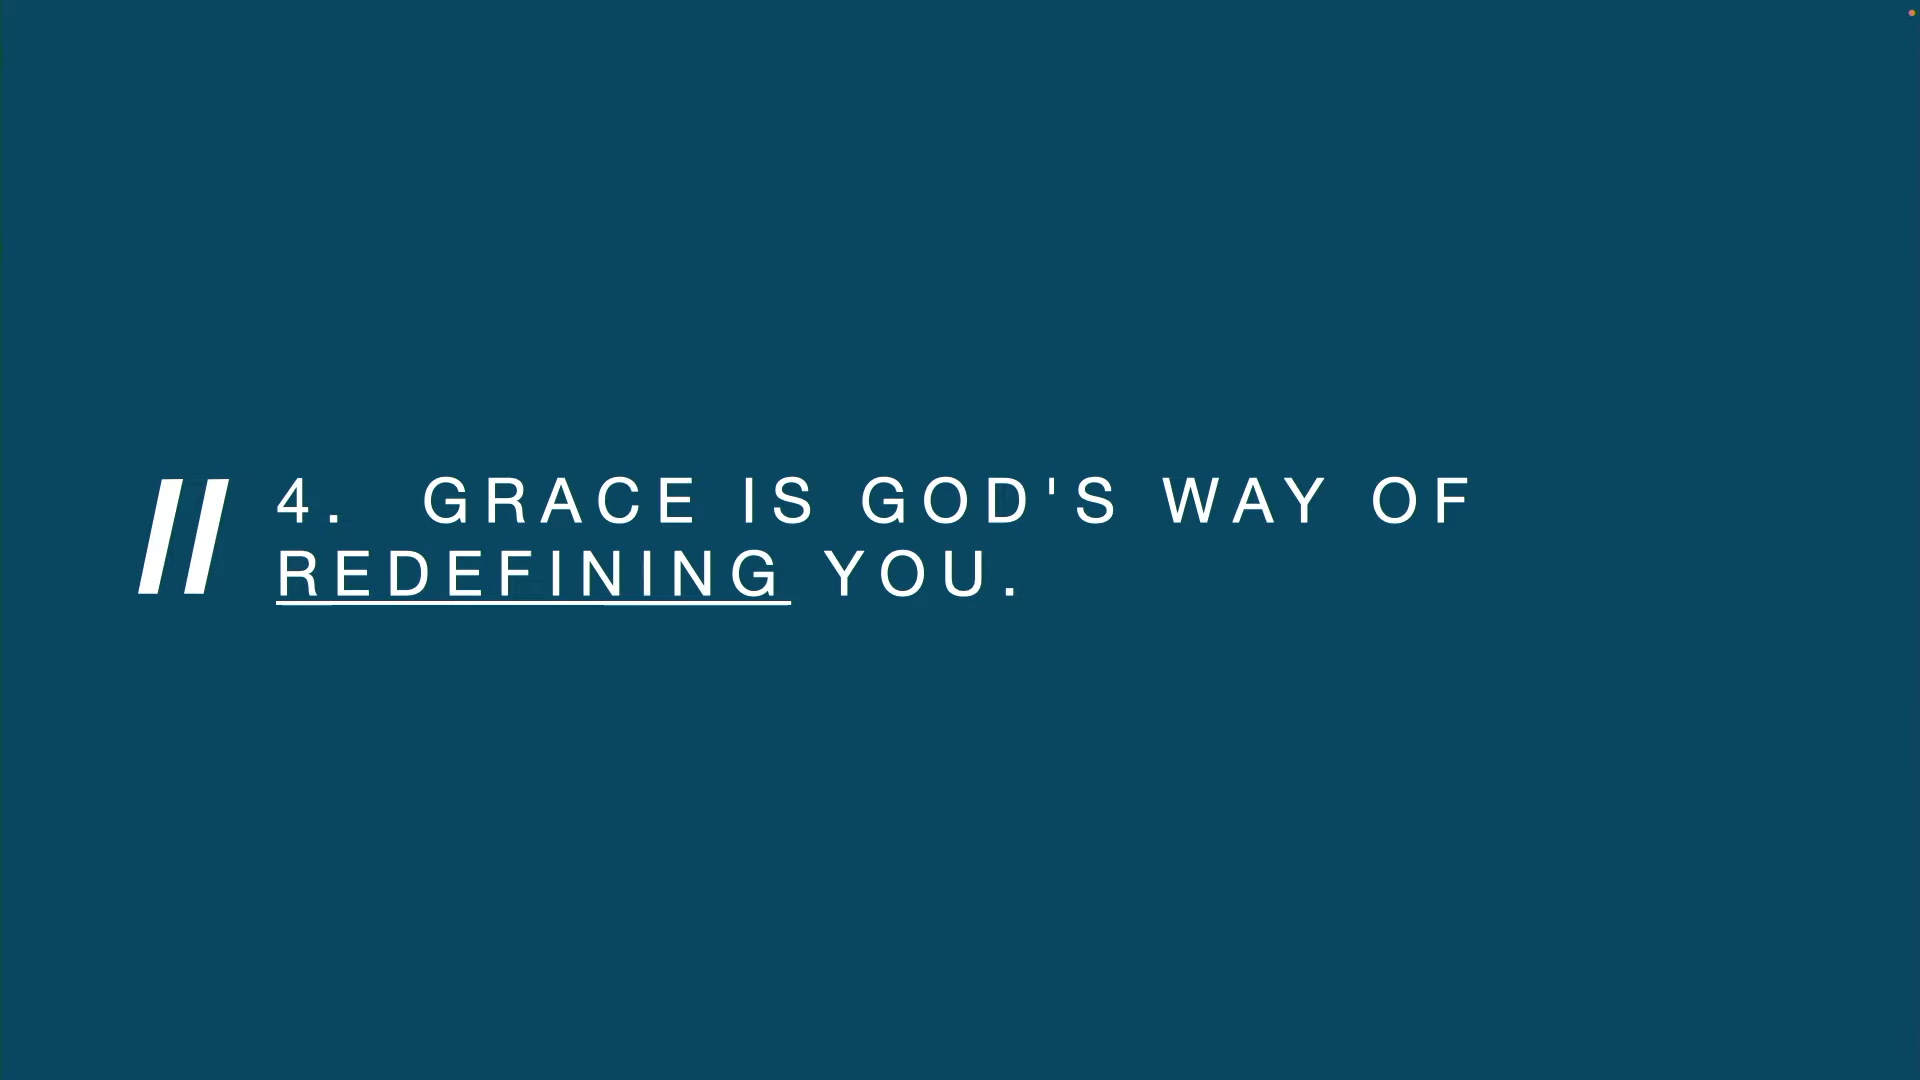 // 4.  GRACE IS GOD'S WAY OF
REDEFINING YOU.